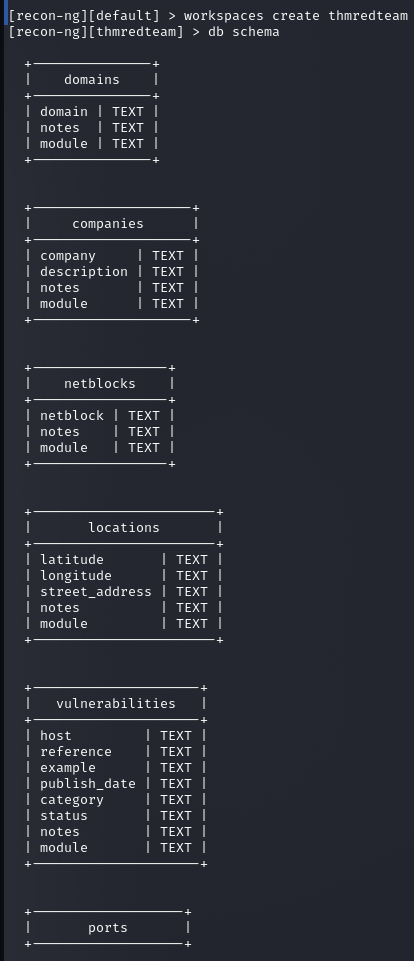 [recon-ng][default] > workspaces create thmredteam
[recon-ng][thmredteam] > db schema

  +---------------+
  |    domains    |
  +---------------+
  | domain | TEXT |
  | notes  | TEXT |
  | module | TEXT |
  +---------------+


  +--------------------+
  |     companies      |
  +--------------------+
  | company     | TEXT |
  | description | TEXT |
  | notes       | TEXT |
  | module      | TEXT |
  +--------------------+


  +-----------------+
  |    netblocks    |
  +-----------------+
  | netblock | TEXT |
  | notes    | TEXT |
  | module   | TEXT |
  +-----------------+


  +-----------------------+
  |       locations       |
  +-----------------------+
  | latitude       | TEXT |
  | longitude      | TEXT |
  | street_address | TEXT |
  | notes          | TEXT |
  | module         | TEXT |
  +-----------------------+


  +---------------------+
  |   vulnerabilities   |
  +---------------------+
  | host         | TEXT |
  | reference    | TEXT |
  | example      | TEXT |
  | publish_date | TEXT |
  | category     | TEXT |
  | status       | TEXT |
  | notes        | TEXT |
  | module       | TEXT |
  +---------------------+


  +-------------------+
  |       ports       |
  +-------------------+